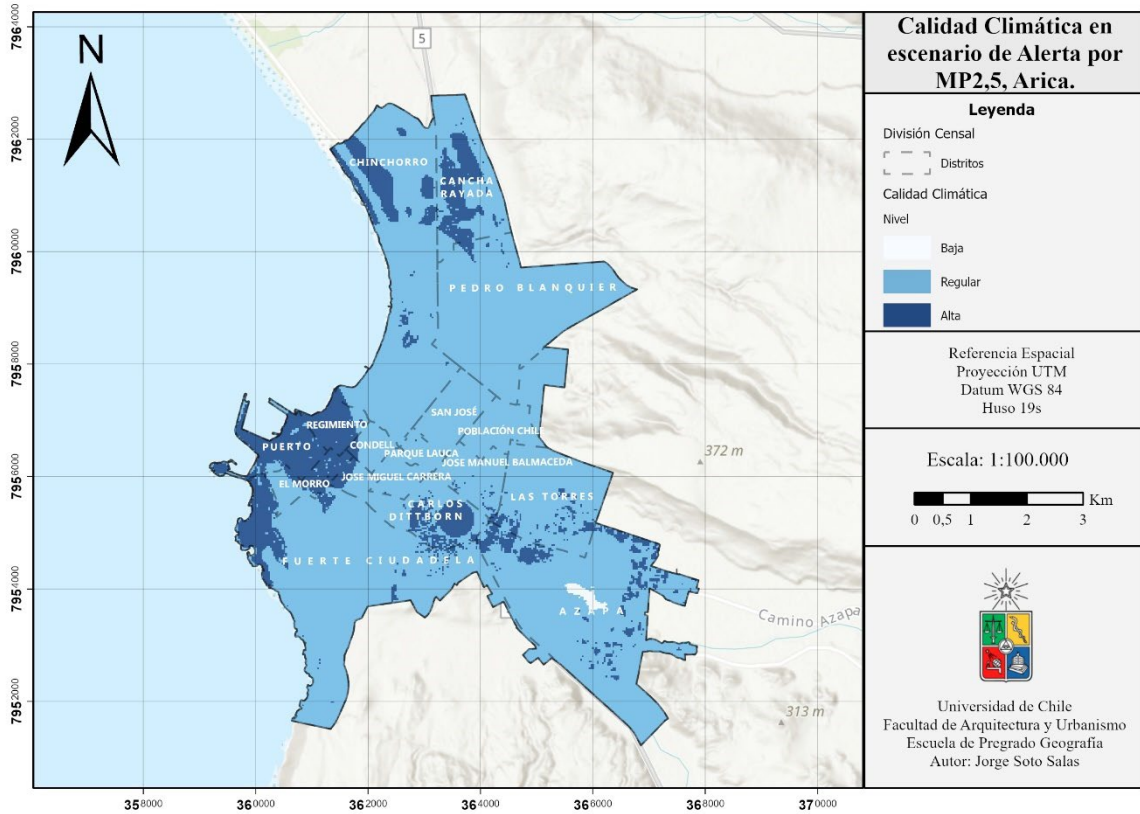 Calidad Climática en
escenario de Alerta por
MP2,5, Arica.
Leyenda
División Censal
Distritos
Calidad Climática
Nivel
Baja
Regular
Alta
Referencia Espacial
Proyección UTM
Datum WGS 84
Huso 19s
Escala: 1:100.000
Km
0 0,5 1 2 3
Universidad de Chile
Facultad de Arquitectura y Urbanismo
Escuela de Pregrado Geografía
Autor: Jorge Soto Salas
N
5
CHINCHORRO
CANCHA
RAYADA
PEDRO BLANQUIER
SAN JOSÉ
REGIMIENTO
POBLACIÓN CHILE
PUERTO
CONDELL
PARQUE LAUCA
JOSE MANUEL BALMACEDA
EL MORRO
JOSE MIGUEL CARRERA
LAS TORRES
CARLOS
DITTBORN
FUERTE CIUDADELA
AZAPA
372 m
Camino Azapa
313 m
7964000
7962000
7960000
7958000
7956000
7954000
7952000
358000
360000
362000
364000
366000
368000
370000